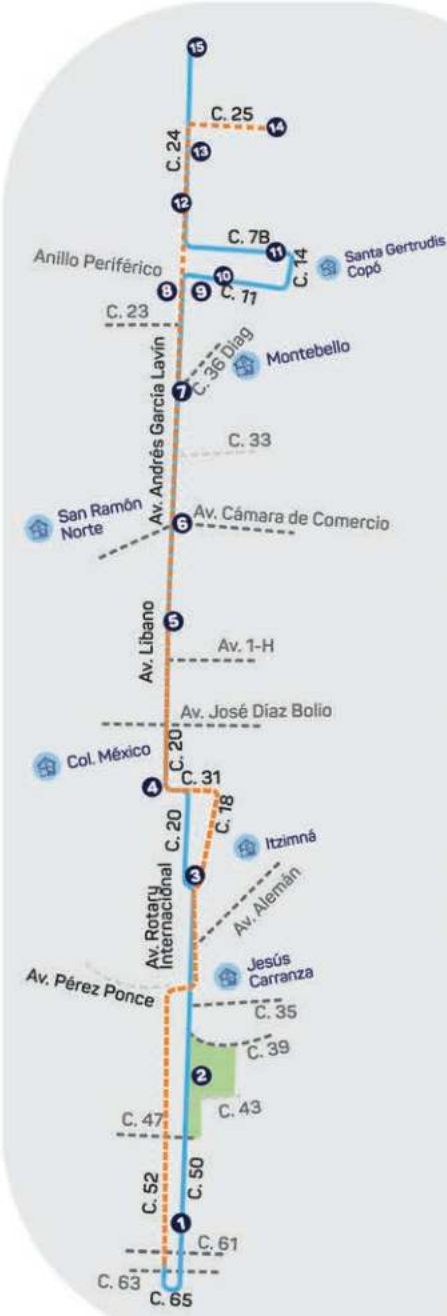 15
C. 25
14
C. 24
13
12
C. 7B
11
C. 14
Santa Gertrudis
Copó
Anillo Periférico
10
8
9
C. 11
C. 23
C. 36 Diag
Montebello
7
Av. Andrés García Lavín
C. 33
San Ramón
Norte
6
Av. Cámara de Comercio
5
Av. Líbano
Av. 1-H
Av. José Díaz Bolio
C. 20
Col. México
4
C. 31
C. 20
C. 18
Itzimná
3
Av. Rotary
Internacional
Av. Alemán
Jesús
Carranza
Av. Pérez Ponce
C. 35
C. 39
2
C. 43
C. 47
C. 52
C. 50
1
C. 61
C. 63
C. 65